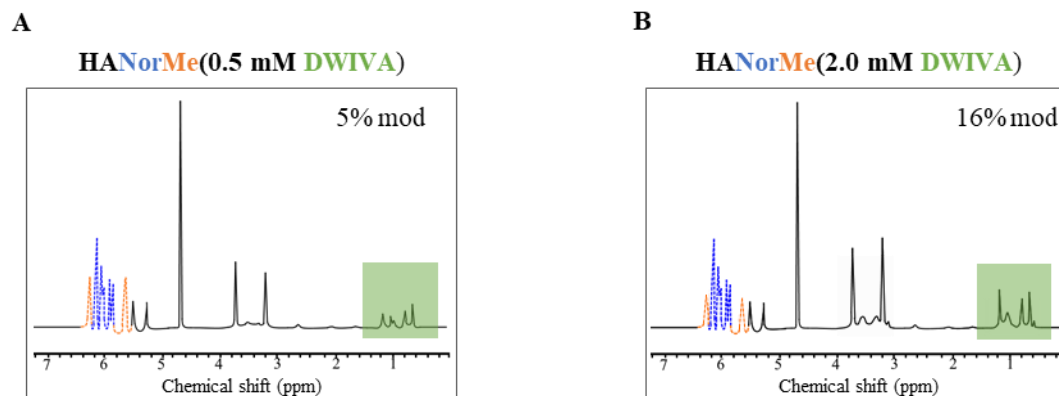 A
HANorMe(0.5 mM DWIVA)
5% mod
7 6 5 4 3 2 1
Chemical shift (ppm)
B
HANorMe(2.0 mM DWIVA)
16% mod
7 6 5 4 3 2 1
Chemical shift (ppm)